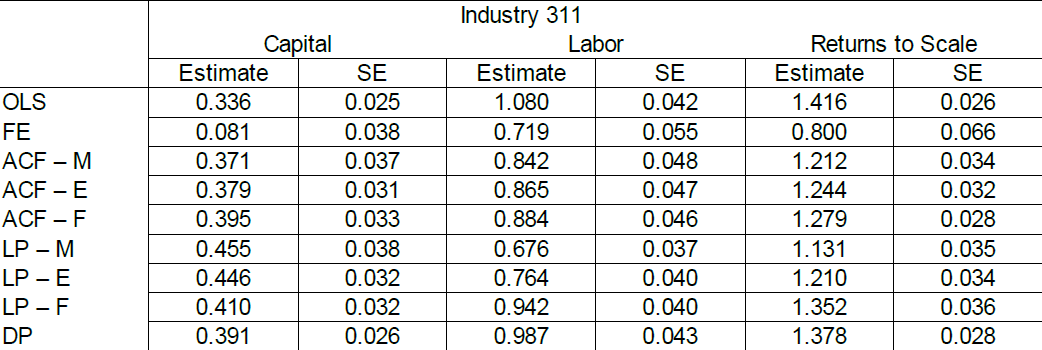 Industry 311
Capital Labor Returns to Scale
Estimate SE Estimate SE Estimate SE
OLS 0.336 0.025 1.080 0.042 1.416 0.026
FE 0.081 0.038 0.719 0.055 0.800 0.066
ACF – M 0.371 0.037 0.842 0.048 1.212 0.034
ACF – E 0.379 0.031 0.865 0.047 1.244 0.032
ACF – F 0.395 0.033 0.884 0.046 1.279 0.028
LP – M 0.455 0.038 0.676 0.037 1.131 0.035
LP – E 0.446 0.032 0.764 0.040 1.210 0.034
LP – F 0.410 0.032 0.942 0.040 1.352 0.036
DP 0.391 0.026 0.987 0.043 1.378 0.028